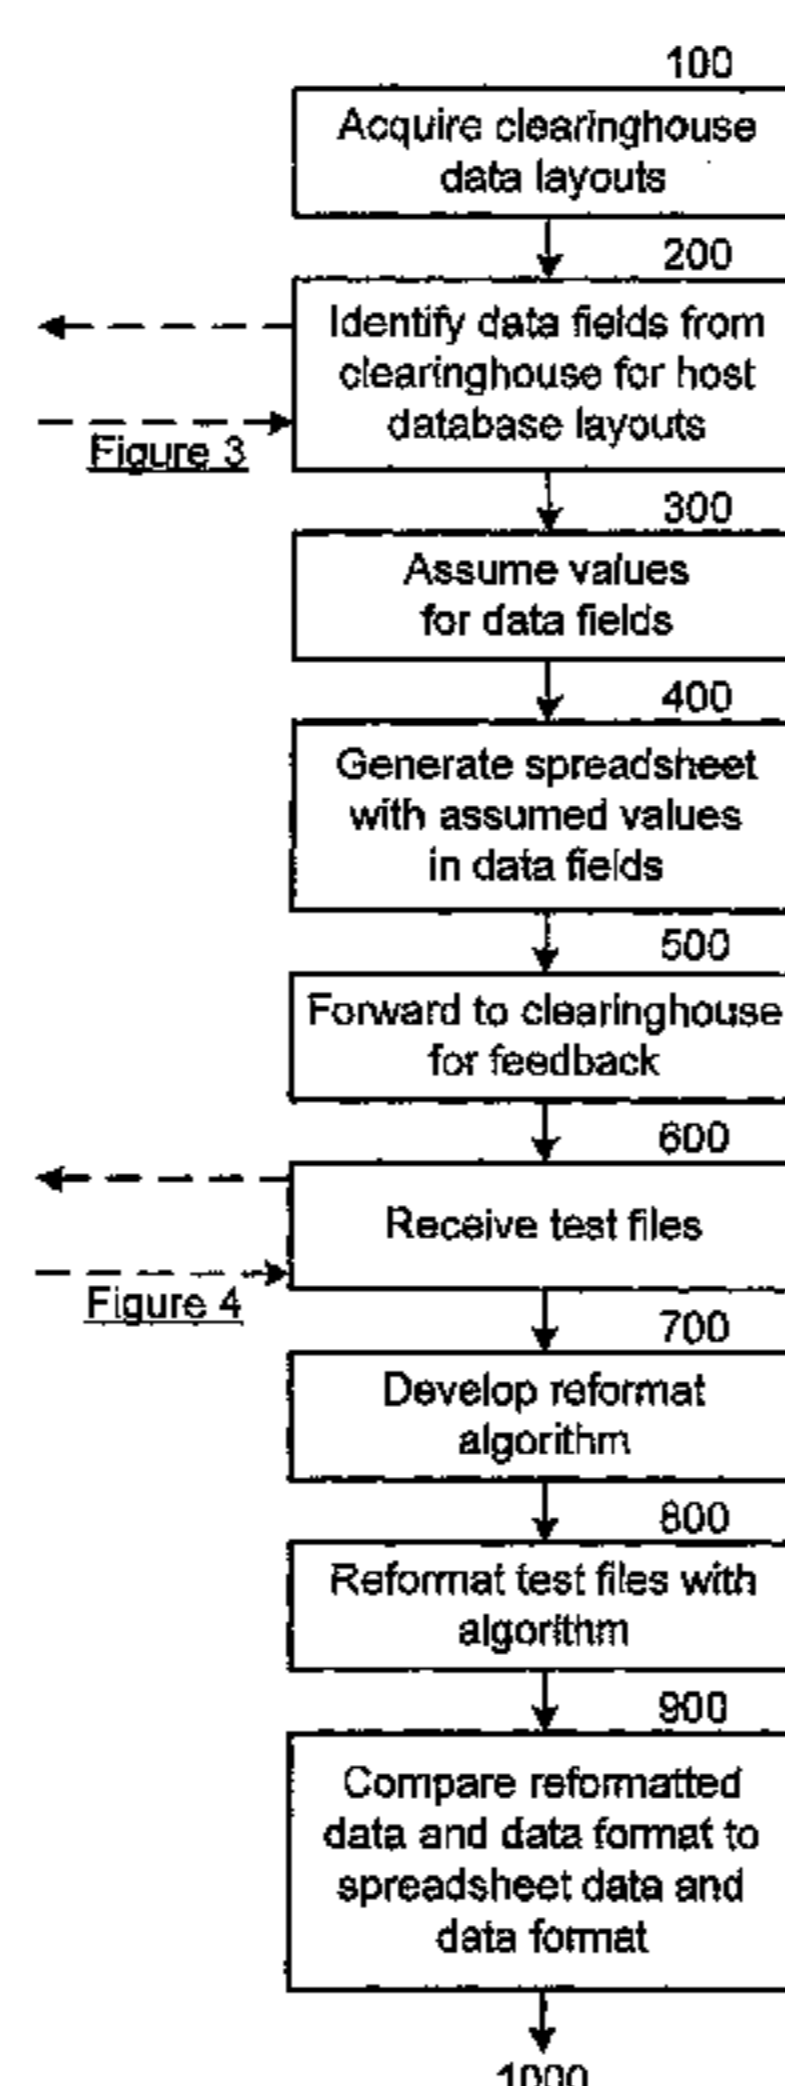 100
Acquire clearinghouse
data layouts
200
Identify data fields from
clearinghouse for host
database layouts
Figure 3
300
Assume values
for data fields
400
Generate spreadsheet
with assumed values
in data fields
500
Forward to clearinghouse
for feedback
600
Receive test files
Figure 4
700
Develop reformat
algorithm
800
Reformat test files with
algorithm
900
Compare reformatted
data and data format to
spreadsheet data and
data format
1000